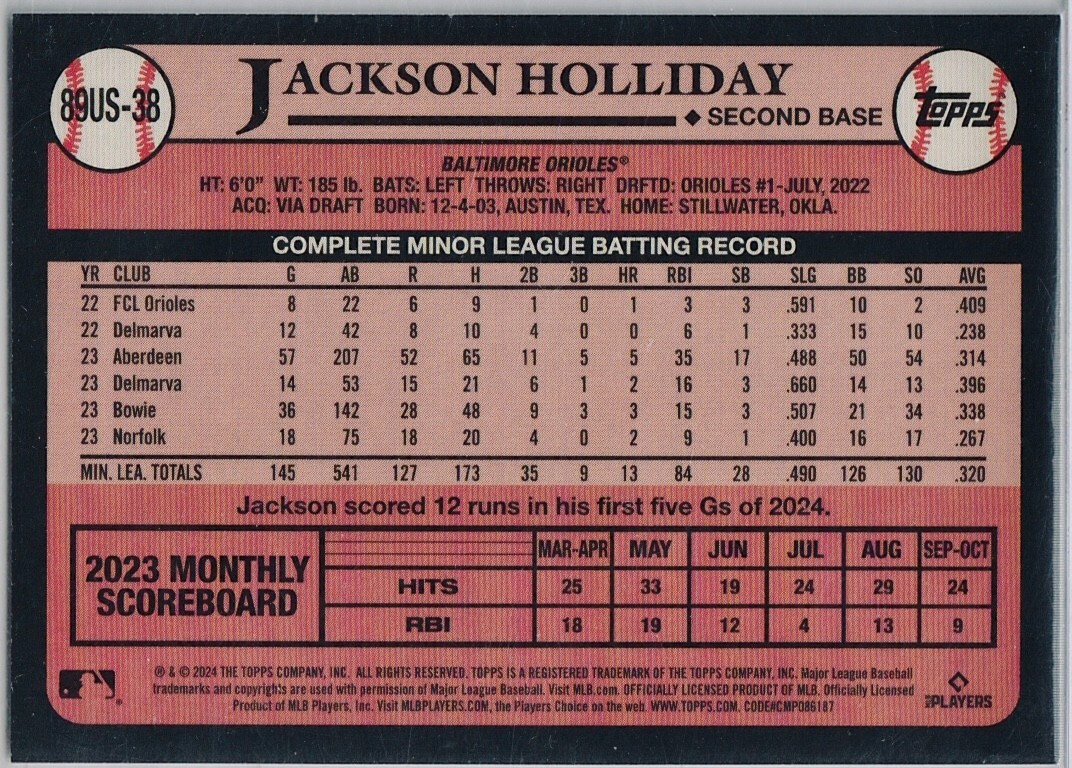 89US-38
JACKSON HOLLIDAY
◆ SECOND BASE
TOPPS
BALTIMORE ORIOLES®
HT: 6'0" WT: 185 lb. BATS: LEFT THROWS: RIGHT DRFTD: ORIOLES #1-JULY, 2022
ACQ: VIA DRAFT BORN: 12-4-03, AUSTIN, TEX. HOME: STILLWATER, OKLA.
COMPLETE MINOR LEAGUE BATTING RECORD
YR CLUB G AB R H 2B 3B HR RBI SB SLG BB SO AVG
22 FCL Orioles 8 22 6 9 1 0 1 3 3 .591 10 2 .409
22 Delmarva 12 42 8 10 4 0 0 6 1 .333 15 10 .238
23 Aberdeen 57 207 52 65 11 5 5 35 17 .488 50 54 .314
23 Delmarva 14 53 15 21 6 1 2 16 3 .660 14 13 .396
23 Bowie 36 142 28 48 9 3 3 15 3 .507 21 34 .338
23 Norfolk 18 75 18 20 4 0 2 9 1 .400 16 17 .267
MIN. LEA. TOTALS 145 541 127 173 35 9 13 84 28 .490 126 130 .320
Jackson scored 12 runs in his first five Gs of 2024.
2023 MONTHLY
SCOREBOARD
MAR-APR MAY JUN JUL AUG SEP-OCT
HITS 25 33 19 24 29 24
RBI 18 19 12 4 13 9
® & © 2024 THE TOPPS COMPANY, INC. ALL RIGHTS RESERVED. TOPPS IS A REGISTERED TRADEMARK OF THE TOPPS COMPANY, INC. Major League Baseball
trademarks and copyrights are used with permission of Major League Baseball. Visit MLB.com. OFFICIALLY LICENSED PRODUCT OF MLB. Officially Licensed
Product of MLB Players, Inc. Visit MLBPLAYERS.COM, the Players Choice on the web. WWW.TOPPS.COM. CODE#CMP086187
MLB PLAYERS